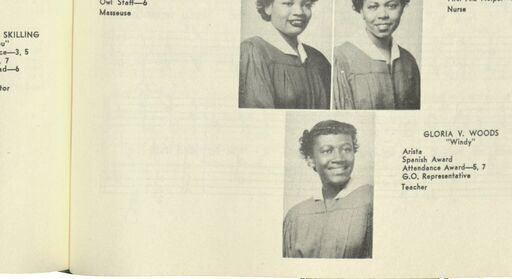 SKILLING
ce—3, 5
7
d—6
tor
Owl Staff—6
Masseuse
Nurse
GLORIA V. WOODS
"Windy"
Arista
Spanish Award
Attendance Award—5, 7
G.O. Representative
Teacher